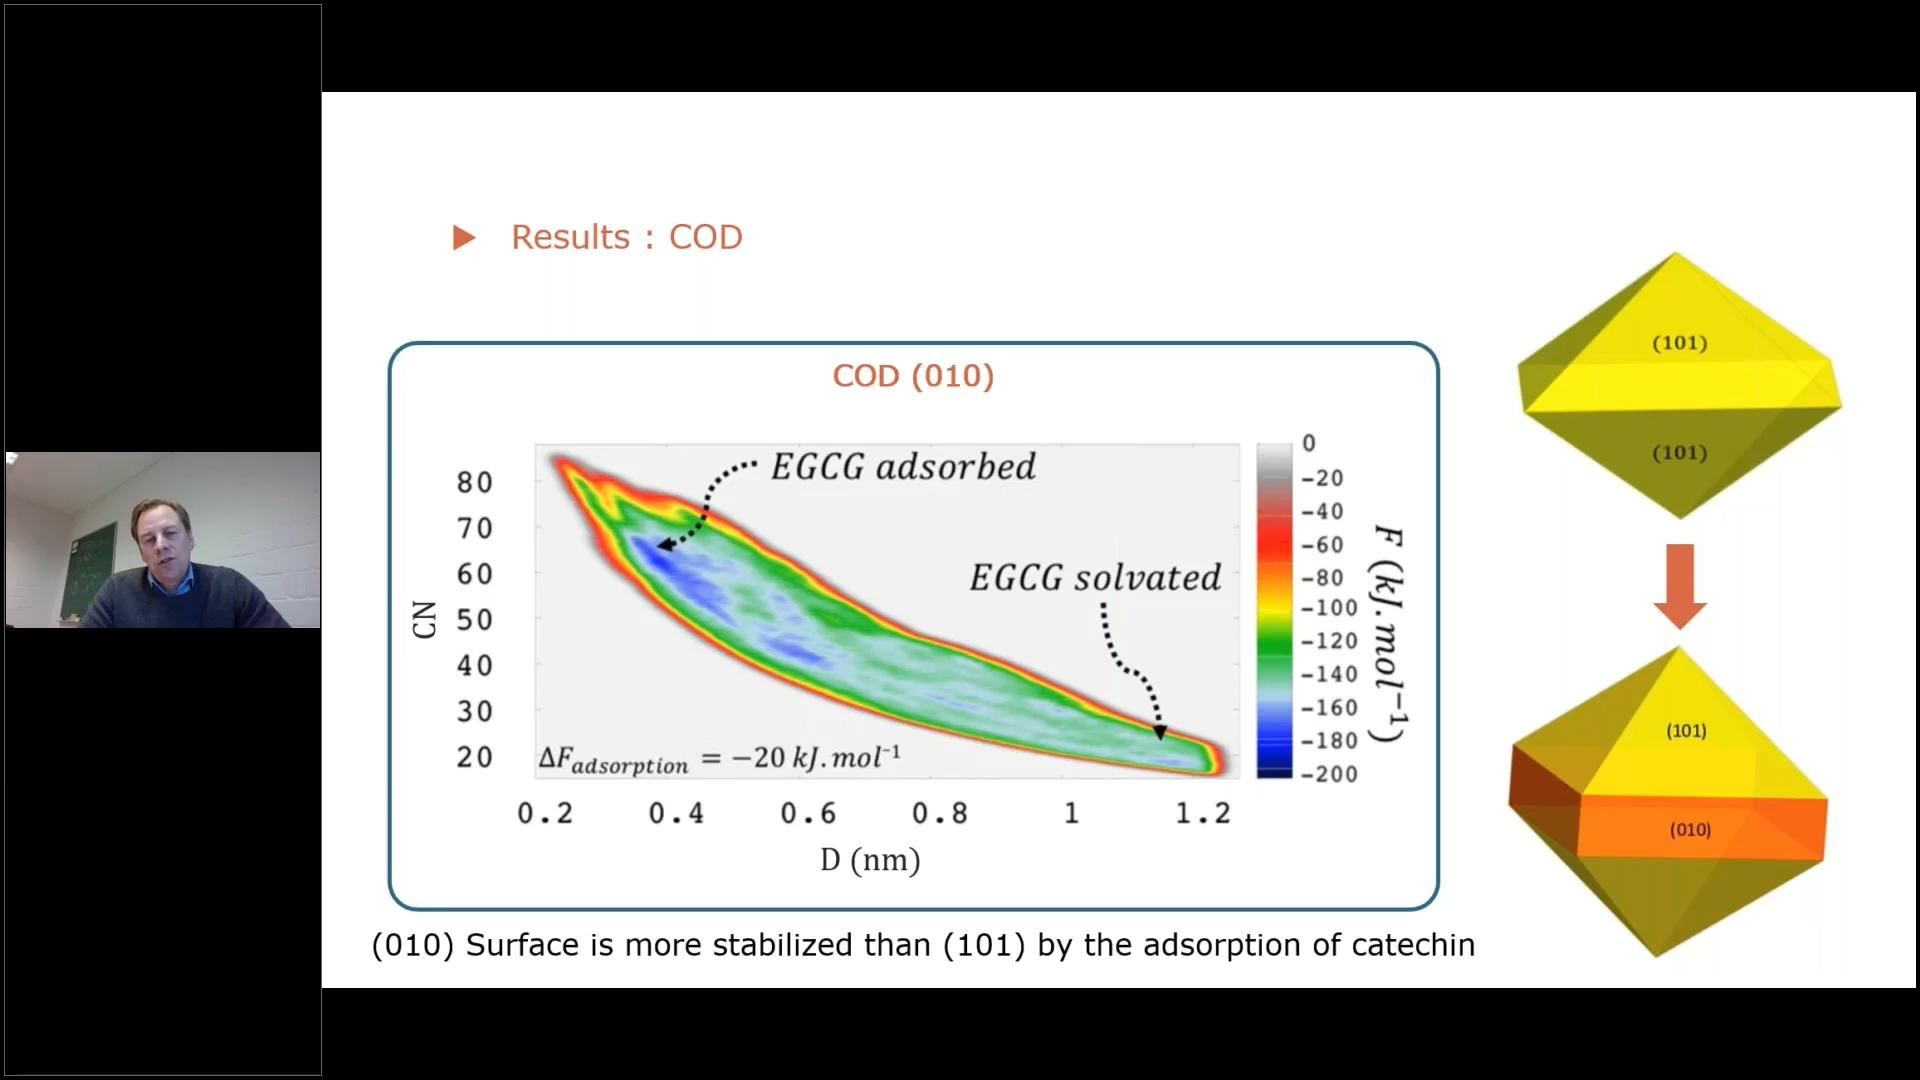 Results : COD
COD (010)
EGCG adsorbed
EGCG solvated
CN
80
70
60
50
40
30
20
ΔF_adsorption = −20 kJ.mol⁻¹
0.2 0.4 0.6 0.8 1 1.2
D (nm)
0
−20
−40
−60
−80
−100
−120
−140
−160
−180
−200
F (kJ.mol⁻¹)
(010) Surface is more stabilized than (101) by the adsorption of catechin
(101)
(101)
(101)
(010)